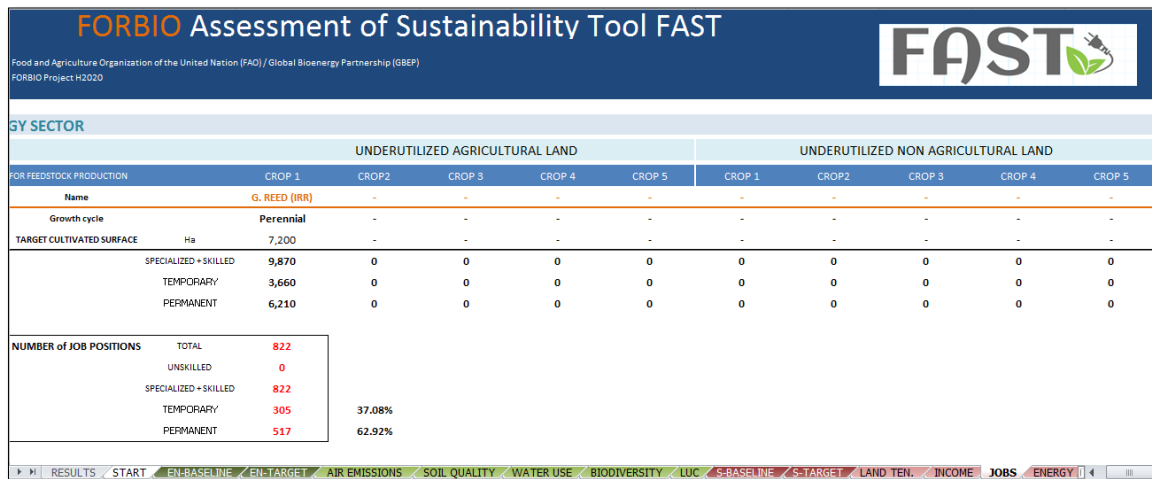 FORBIO Assessment of Sustainability Tool FAST
FAST
Food and Agriculture Organization of the United Nation (FAO) / Global Bioenergy Partnership (GBEP)
FORBIO Project H2020
GY SECTOR
UNDERUTILIZED AGRICULTURAL LAND UNDERUTILIZED NON AGRICULTURAL LAND
FOR FEEDSTOCK PRODUCTION CROP 1 CROP2 CROP 3 CROP 4 CROP 5 CROP 1 CROP2 CROP 3 CROP 4 CROP 5
Name G. REED (IRR) - - - - - - - - -
Growth cycle Perennial - - - - - - - - -
TARGET CULTIVATED SURFACE Ha 7,200 - - - - - - - - -
SPECIALIZED + SKILLED 9,870 0 0 0 0 0 0 0 0 0
TEMPORARY 3,660 0 0 0 0 0 0 0 0 0
PERMANENT 6,210 0 0 0 0 0 0 0 0 0
NUMBER of JOB POSITIONS TOTAL 822
UNSKILLED 0
SPECIALIZED + SKILLED 822
TEMPORARY 305 37.08%
PERMANENT 517 62.92%
RESULTS START EN-BASELINE EN-TARGET AIR EMISSIONS SOIL QUALITY WATER USE BIODIVERSITY LUC S-BASELINE S-TARGET LAND TEN. INCOME JOBS ENERGY